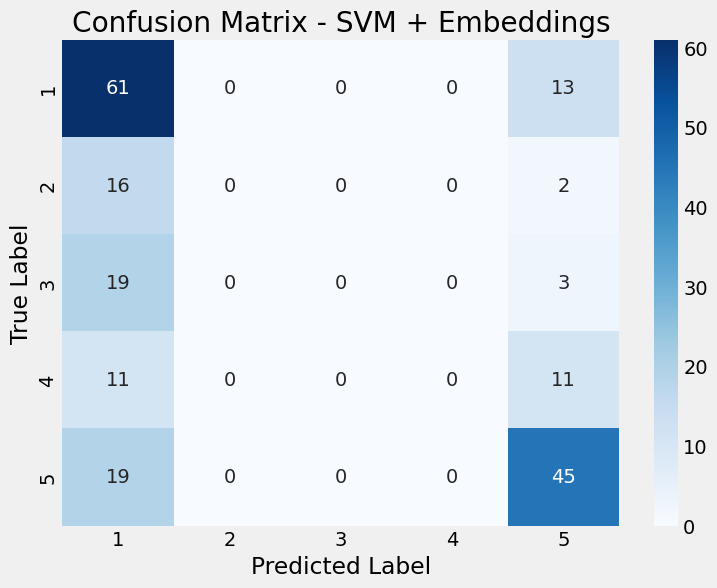 Confusion Matrix - SVM + Embeddings
True Label
1 61 0 0 0 13
2 16 0 0 0 2
3 19 0 0 0 3
4 11 0 0 0 11
5 19 0 0 0 45
1 2 3 4 5
Predicted Label
60
50
40
30
20
10
0